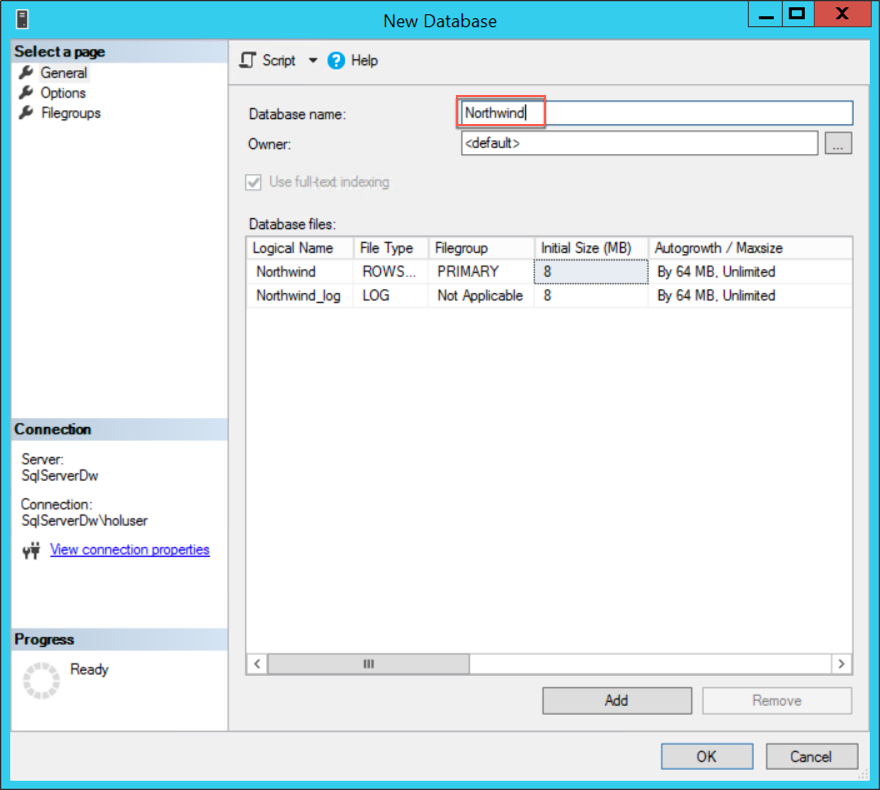 New Database
Select a page
General
Options
Filegroups
Script
Help
Database name: Northwind
Owner: <default> ...
Use full-text indexing
Database files:
Logical Name File Type Filegroup Initial Size (MB) Autogrowth / Maxsize
Northwind ROWS... PRIMARY 8 By 64 MB, Unlimited
Northwind_log LOG Not Applicable 8 By 64 MB, Unlimited
Connection
Server:
SqlServerDw
Connection:
SqlServerDw\holuser
View connection properties
Progress
Ready
Add Remove
OK Cancel